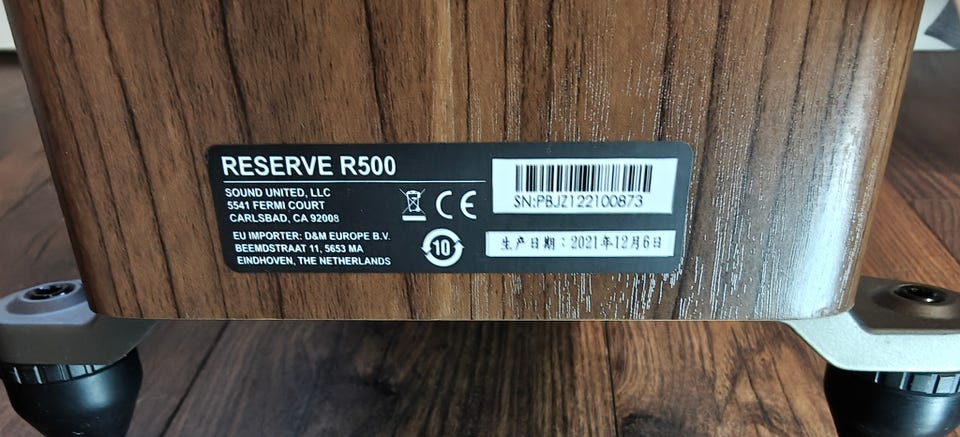 RESERVE R500
SOUND UNITED, LLC
5541 FERMI COURT
CARLSBAD, CA 92008
EU IMPORTER: D&M EUROPE B.V.
BEEMDSTRAAT 11, 5653 MA
EINDHOVEN, THE NETHERLANDS
CE
10
SN:PBJZ122100873
生产日期：2021年12月6日